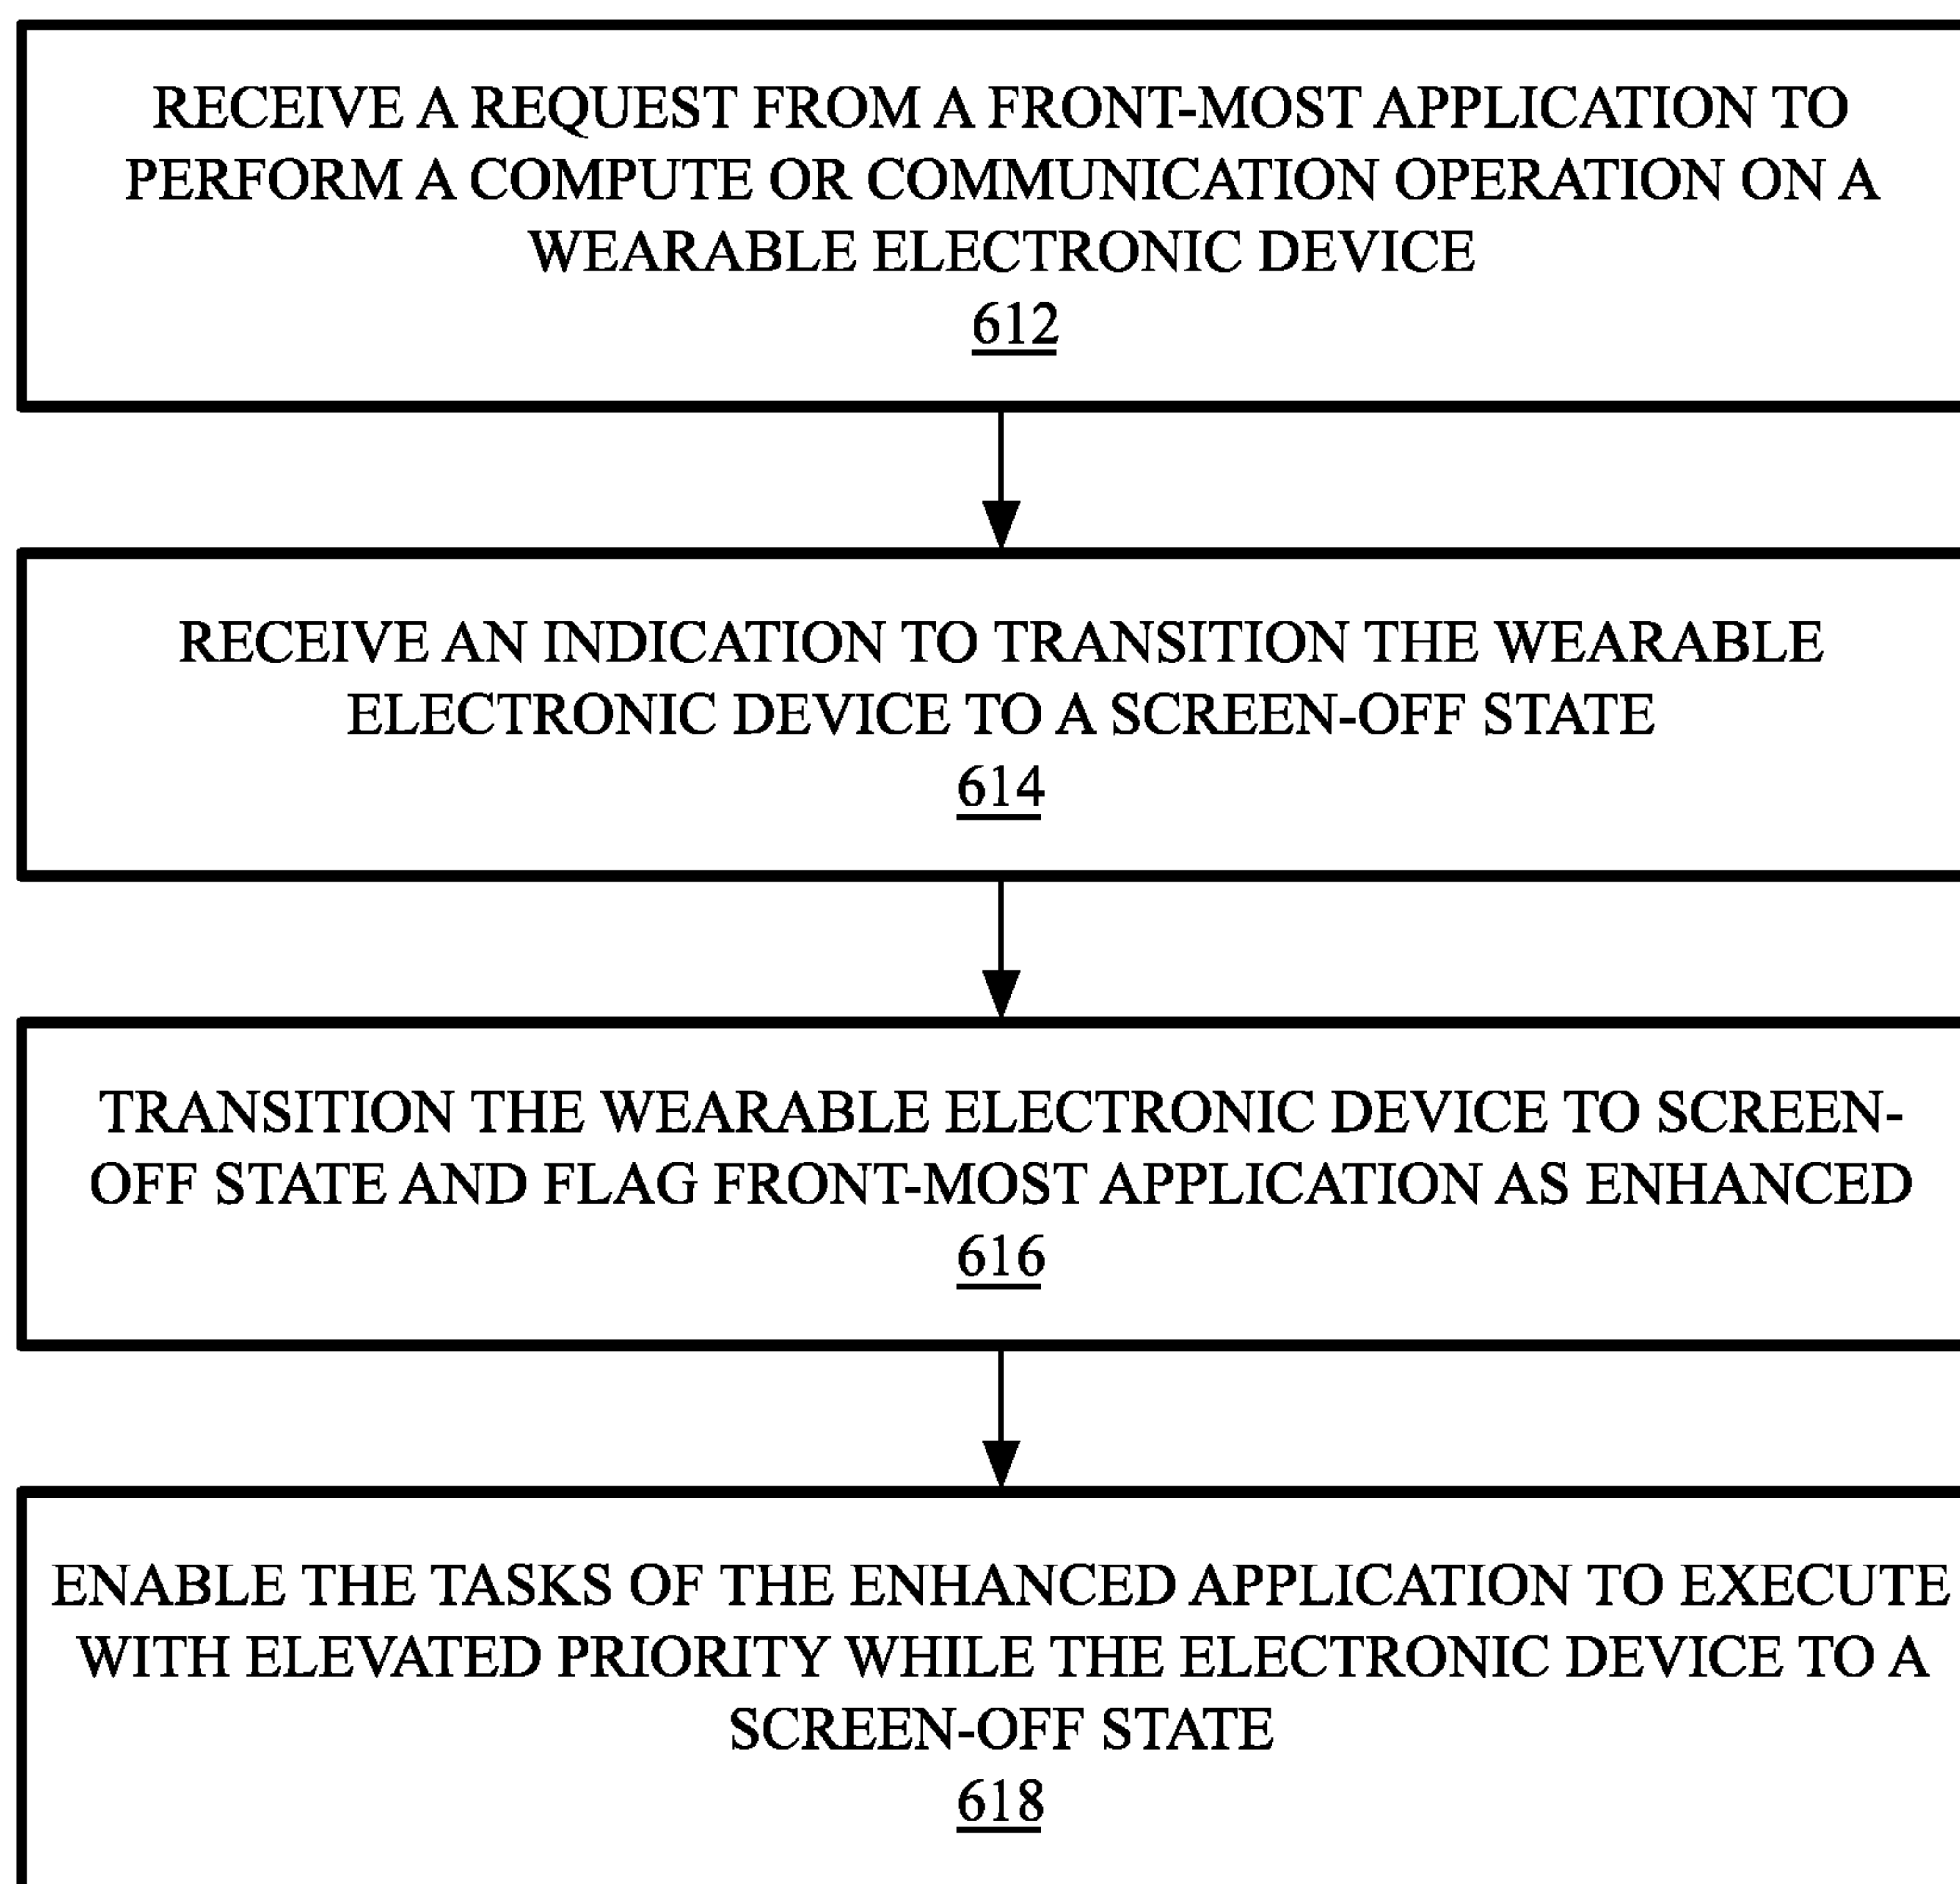 RECEIVE A REQUEST FROM A FRONT-MOST APPLICATION TO
PERFORM A COMPUTE OR COMMUNICATION OPERATION ON A
WEARABLE ELECTRONIC DEVICE
612
RECEIVE AN INDICATION TO TRANSITION THE WEARABLE
ELECTRONIC DEVICE TO A SCREEN-OFF STATE
614
TRANSITION THE WEARABLE ELECTRONIC DEVICE TO SCREEN-
OFF STATE AND FLAG FRONT-MOST APPLICATION AS ENHANCED
616
ENABLE THE TASKS OF THE ENHANCED APPLICATION TO EXECUTE
WITH ELEVATED PRIORITY WHILE THE ELECTRONIC DEVICE TO A
SCREEN-OFF STATE
618